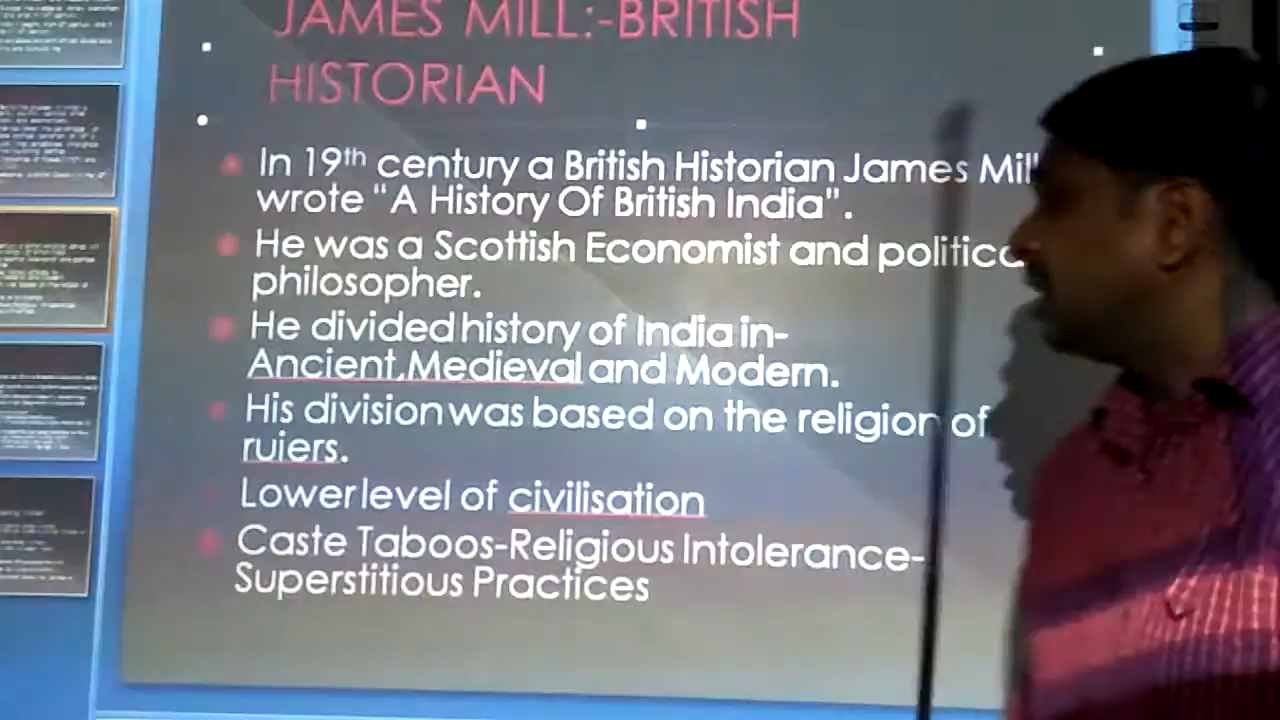 JAMES MILL:-BRITISH
HISTORIAN
In 19th century a British Historian James Mill
wrote "A History Of British India".
He was a Scottish Economist and politica
philosopher.
He divided history of India in-
Ancient,Medieval and Modern.
His division was based on the religion of
ruiers.
Lower level of civilisation
Caste Taboos-Religious Intolerance-
Superstitious Practices